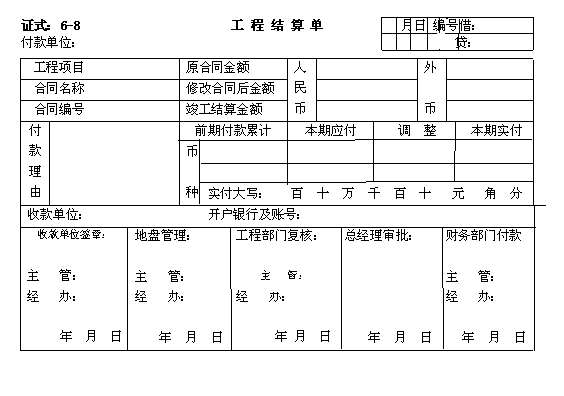 证式：6-8 工 程 结 算 单 月 日 编号 借：
付款单位： 贷：
工程项目 原合同金额 人 外
合同名称 修改合同后金额 民
合同编号 竣工结算金额 币 币
付 前期付款累计 本期应付 调 整 本期实付
款 币
理
由 种 实付大写： 百 十 万 千 百 十 元 角 分
收款单位： 开户银行及账号：
收款单位签章： 地盘管理： 工程部门复核： 总经理审批： 财务部门付款
主 管： 主 管： 主 管： 主 管：
经 办： 经 办： 经 办： 经 办：
年 月 日 年 月 日 年 月 日 年 月 日 年 月 日